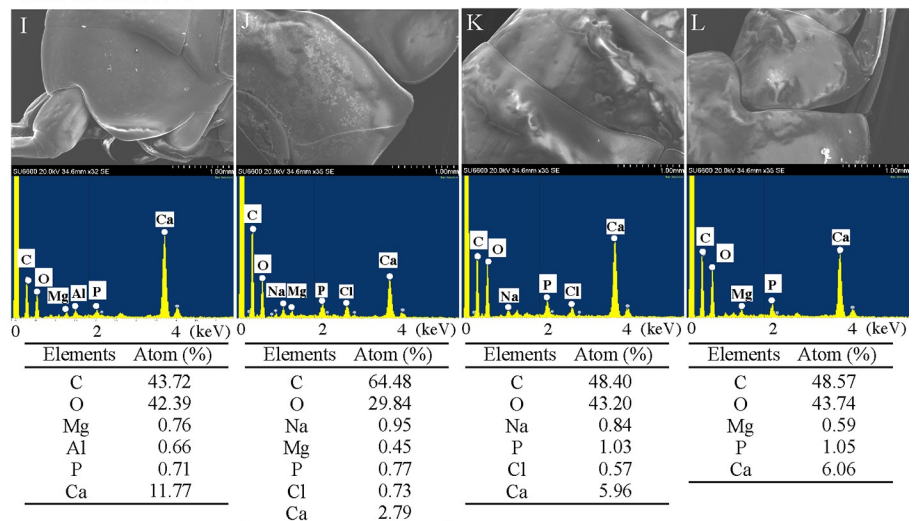 I
J
K
L
SU6600 20.0kV 34.6mm x32 SE
1.00mm
SU6600 20.0kV 34.6mm x35 SE
1.00mm
SU6600 20.0kV 34.6mm x35 SE
1.00mm
SU6600 20.0kV 34.6mm x35 SE
1.00mm
C O Mg Al P Ca
2 4 (keV)
C O Na Mg P Cl Ca
2 4 (keV)
C O Na P Cl Ca
2 4 (keV)
C O Mg P Ca
2 4 (keV)
Elements Atom (%)
C 43.72
O 42.39
Mg 0.76
Al 0.66
P 0.71
Ca 11.77
Elements Atom (%)
C 64.48
O 29.84
Na 0.95
Mg 0.45
P 0.77
Cl 0.73
Ca 2.79
Elements Atom (%)
C 48.40
O 43.20
Na 0.84
P 1.03
Cl 0.57
Ca 5.96
Elements Atom (%)
C 48.57
O 43.74
Mg 0.59
P 1.05
Ca 6.06